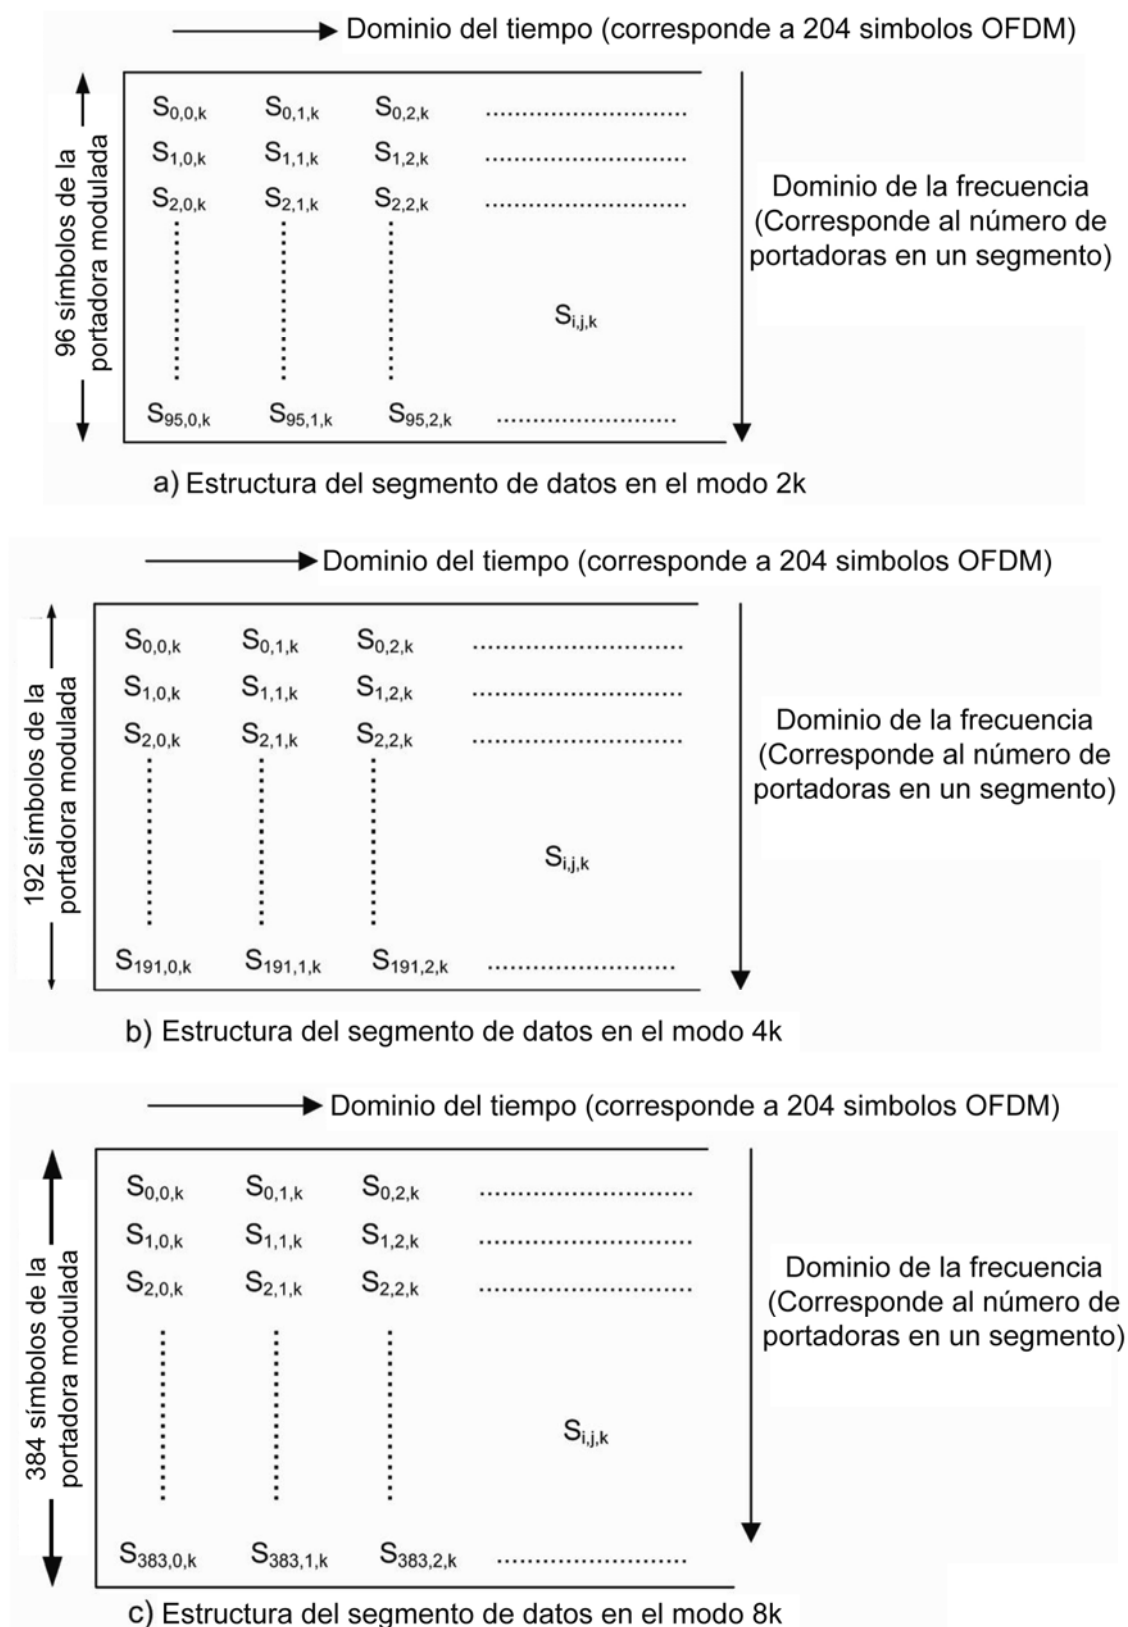 Dominio del tiempo (corresponde a 204 simbolos OFDM)
96 símbolos de la
portadora modulada
S0,0,k S0,1,k S0,2,k ............................
S1,0,k S1,1,k S1,2,k ............................
S2,0,k S2,1,k S2,2,k ............................
Si,j,k
S95,0,k S95,1,k S95,2,k ............................
Dominio de la frecuencia
(Corresponde al número de
portadoras en un segmento)
a) Estructura del segmento de datos en el modo 2k
Dominio del tiempo (corresponde a 204 simbolos OFDM)
192 símbolos de la
portadora modulada
S0,0,k S0,1,k S0,2,k ............................
S1,0,k S1,1,k S1,2,k ............................
S2,0,k S2,1,k S2,2,k ............................
Si,j,k
S191,0,k S191,1,k S191,2,k ............................
Dominio de la frecuencia
(Corresponde al número de
portadoras en un segmento)
b) Estructura del segmento de datos en el modo 4k
Dominio del tiempo (corresponde a 204 simbolos OFDM)
384 símbolos de la
portadora modulada
S0,0,k S0,1,k S0,2,k ............................
S1,0,k S1,1,k S1,2,k ............................
S2,0,k S2,1,k S2,2,k ............................
Si,j,k
S383,0,k S383,1,k S383,2,k ............................
Dominio de la frecuencia
(Corresponde al número de
portadoras en un segmento)
c) Estructura del segmento de datos en el modo 8k